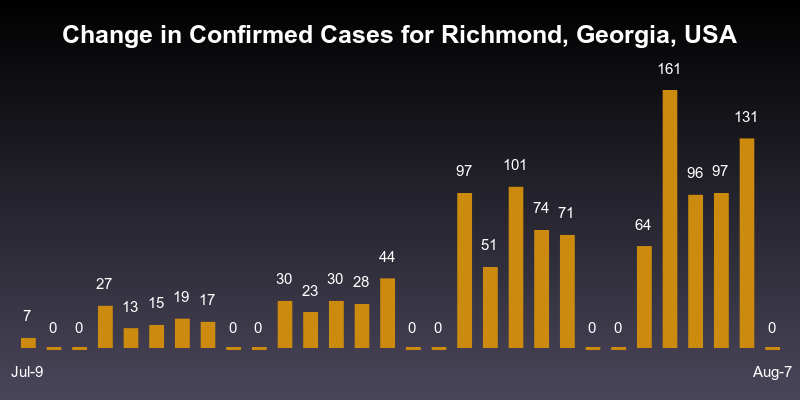 Change in Confirmed Cases for Richmond, Georgia, USA
7 0 0 27 13 15 19 17 0 0 30 23 30 28 44 0 0 97 51 101 74 71 0 0 64 161 96 97 131 0
Jul-9 Aug-7